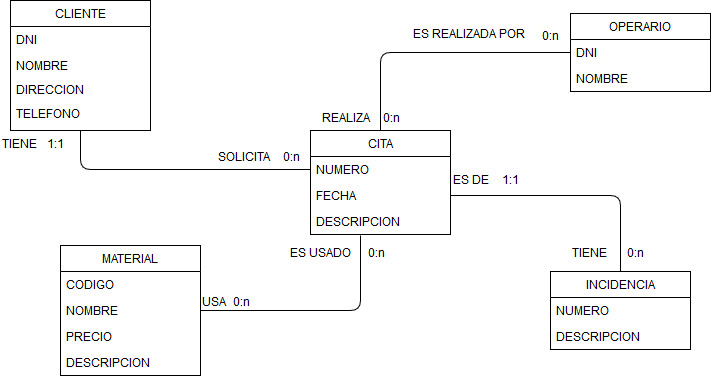 CLIENTE
DNI
NOMBRE
DIRECCION
TELEFONO
TIENE 1:1
SOLICITA 0:n
OPERARIO
DNI
NOMBRE
ES REALIZADA POR 0:n
REALIZA 0:n
CITA
NUMERO
FECHA
DESCRIPCION
ES DE 1:1
ES USADO 0:n
MATERIAL
CODIGO
NOMBRE
PRECIO
DESCRIPCION
USA 0:n
TIENE 0:n
INCIDENCIA
NUMERO
DESCRIPCION